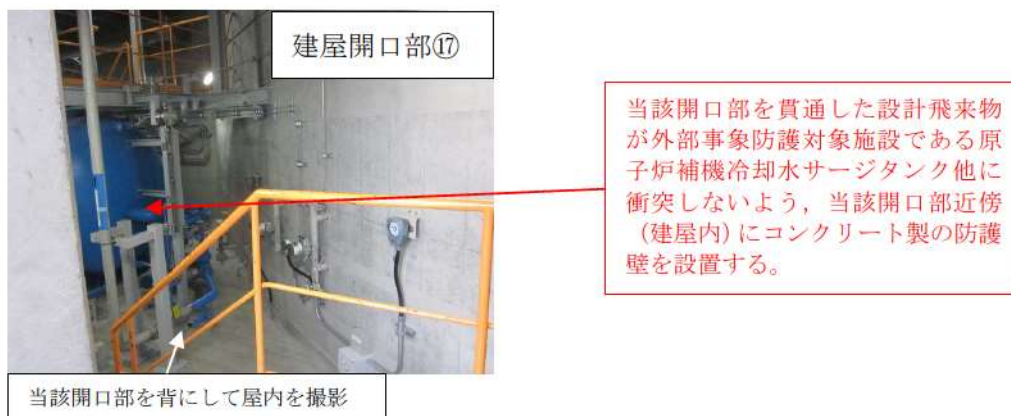 建屋開口部⑰
当該開口部を貫通した設計飛来物
が外部事象防護対象施設である原
子炉補機冷却水サージタンク他に
衝突しないよう，当該開口部近傍
（建屋内）にコンクリート製の防護
壁を設置する。
当該開口部を背にして屋内を撮影